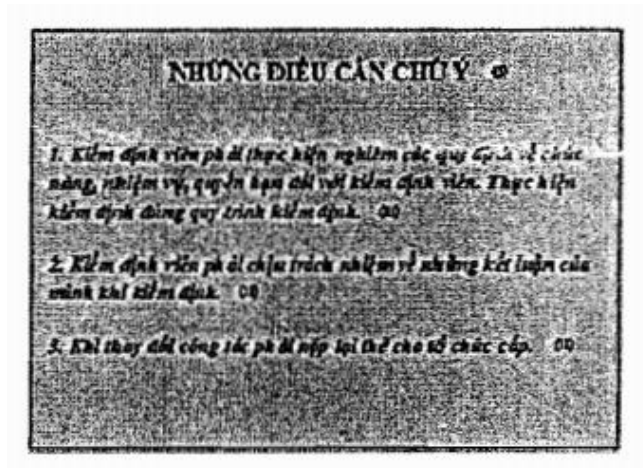 NHỮNG ĐIỀU CẦN CHÚ Ý
1. Kiểm định viên phải thực hiện nghiêm các quy định về chức
năng, nhiệm vụ, quyền hạn đối với kiểm định viên. Thực hiện
kiểm định đúng quy trình kiểm định.
2. Kiểm định viên phải chịu trách nhiệm về những kết luận của
mình khi kiểm định.
3. Khi thay đổi công tác phải nộp lại thẻ cho tổ chức cấp.